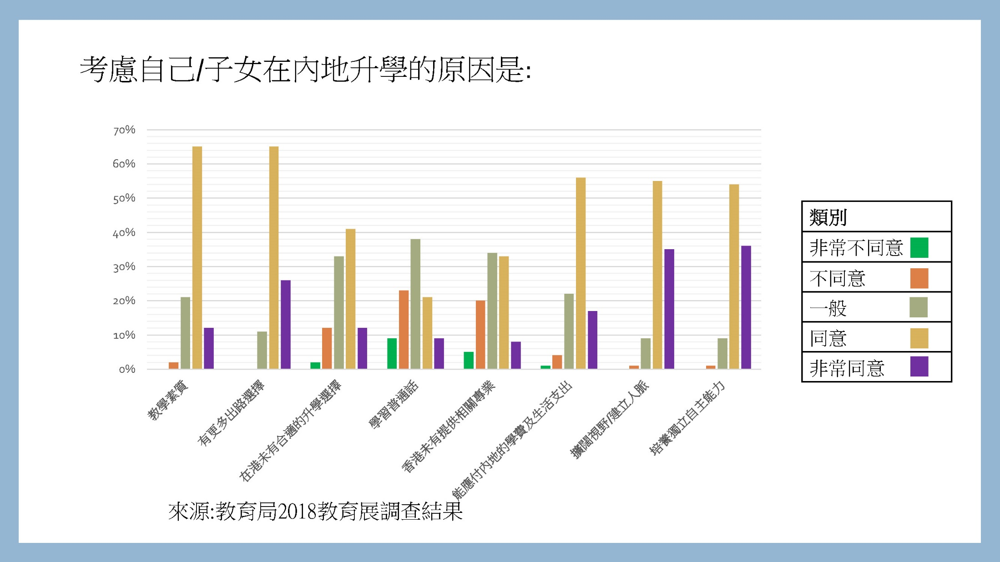 考慮自己/子女在內地升學的原因是:
70%
60%
50%
40%
30%
20%
10%
0%
教學素質
有更多出路選擇
在港未有合適的升學選擇
學習普通話
香港未有提供相關專業
能應付內地的學費及生活支出
擴闊視野/建立人脈
培養獨立自主能力
類別
非常不同意
不同意
一般
同意
非常同意
來源:教育局2018教育展調查結果